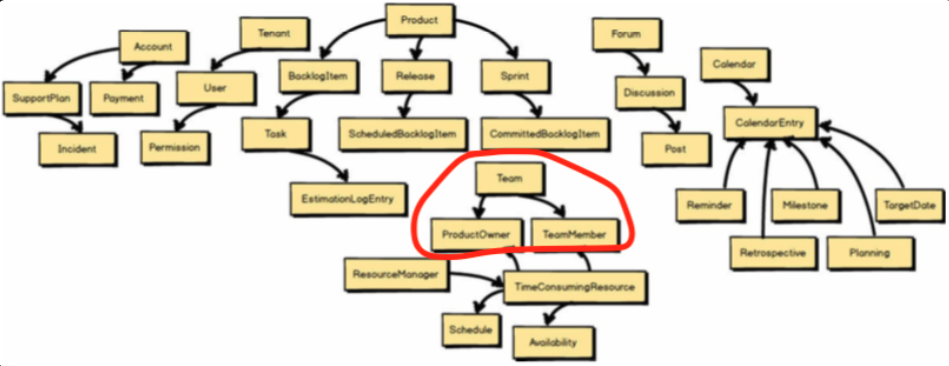 Product
Tenant
Forum
Account
Calendar
BacklogItem
Release
Sprint
User
Discussion
SupportPlan
Payment
CalendarEntry
Task
ScheduledBacklogItem
CommittedBacklogItem
Incident
Permission
Post
Team
EstimationLogEntry
Reminder
Milestone
TargetDate
ProductOwner
TeamMember
Retrospective
Planning
ResourceManager
TimeConsumingResource
Schedule
Availability